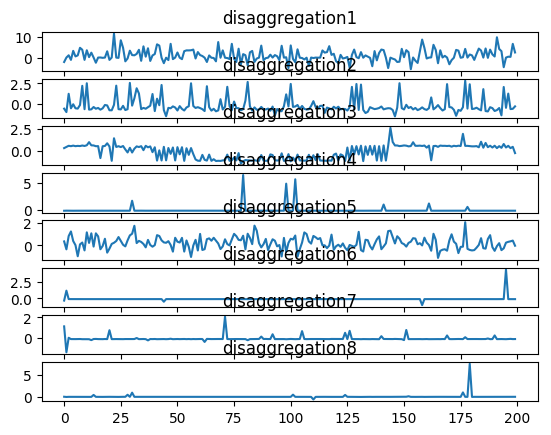 disaggregation1
10
0
disaggregation2
2.5
0.0
disaggregation3
2.5
0.0
disaggregation4
5
0
disaggregation5
2
0
disaggregation6
2.5
0.0
disaggregation7
2
0
disaggregation8
5
0
0 25 50 75 100 125 150 175 200